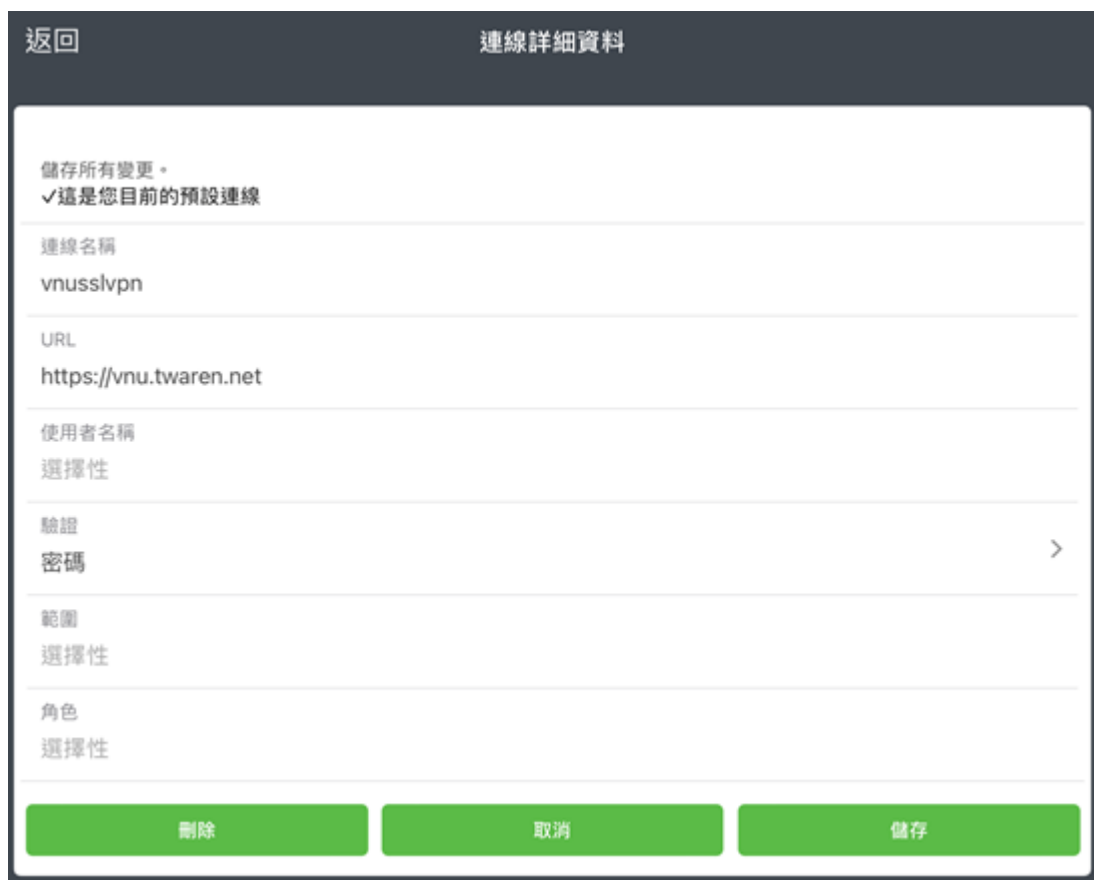 返回
連線詳細資料
儲存所有變更。
✓這是您目前的預設連線
連線名稱
vnusslvpn
URL
https://vnu.twaren.net
使用者名稱
選擇性
驗證
密碼
範圍
選擇性
角色
選擇性
刪除
取消
儲存